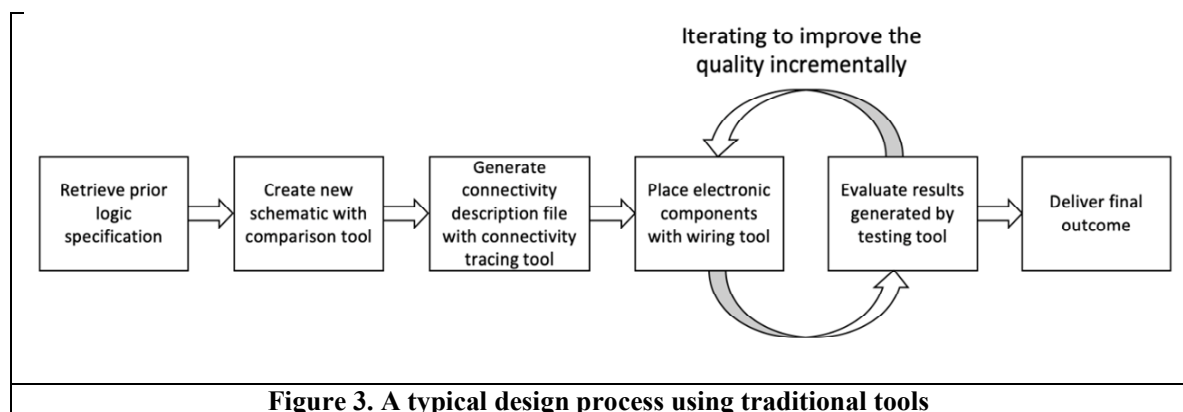 Iterating to improve the
quality incrementally
Retrieve prior
logic
specification
Create new
schematic with
comparison tool
Generate
connectivity
description file
with connectivity
tracing tool
Place electronic
components
with wiring tool
Evaluate results
generated by
testing tool
Deliver final
outcome
Figure 3. A typical design process using traditional tools